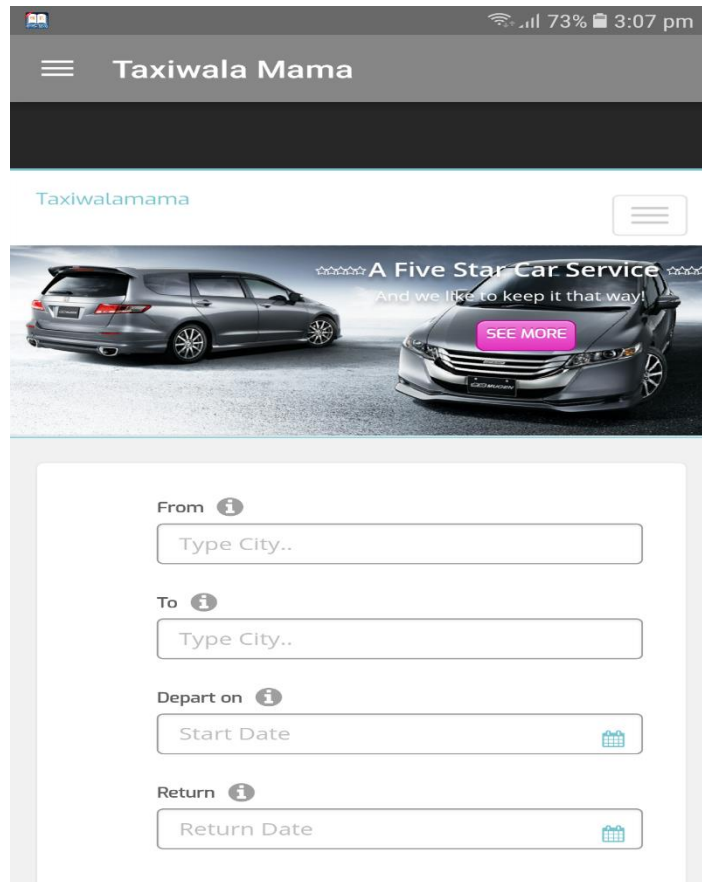 73% 3:07 pm
Taxiwala Mama
Taxiwalamama
☆☆☆☆☆ A Five Star Car Service ☆☆☆
And we like to keep it that way!
SEE MORE
MUGEN
From
Type City..
To
Type City..
Depart on
Start Date
Return
Return Date